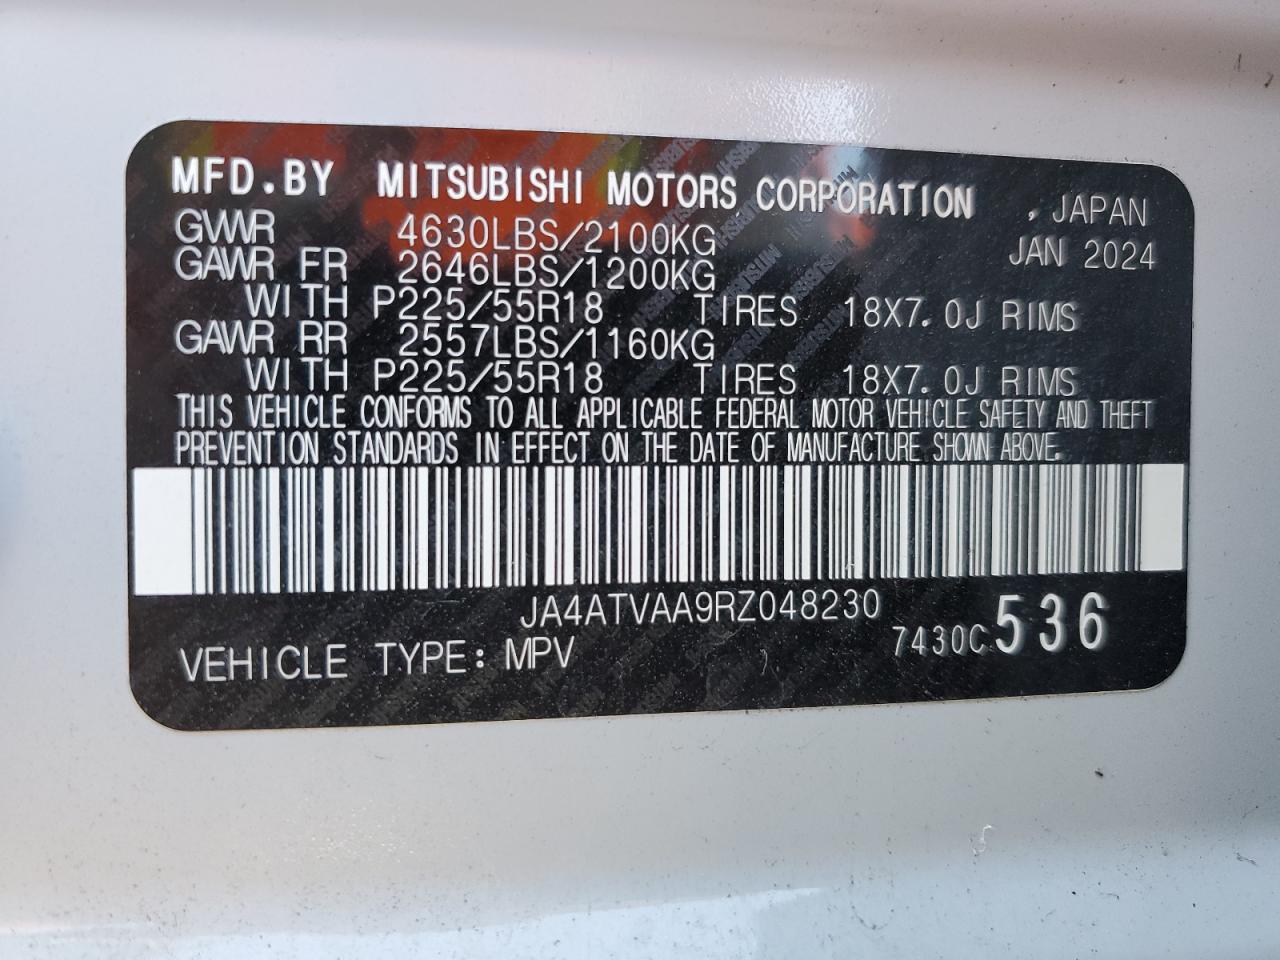 MFD.BY MITSUBISHI MOTORS CORPORATION , JAPAN
GVWR 4630LBS/2100KG JAN 2024
GAWR FR 2646LBS/1200KG
WITH P225/55R18 TIRES 18X7.0J RIMS
GAWR RR 2557LBS/1160KG
WITH P225/55R18 TIRES 18X7.0J RIMS
THIS VEHICLE CONFORMS TO ALL APPLICABLE FEDERAL MOTOR VEHICLE SAFETY AND THEFT
PREVENTION STANDARDS IN EFFECT ON THE DATE OF MANUFACTURE SHOWN ABOVE.
JA4ATVAA9RZ048230
7430C536
VEHICLE TYPE: MPV